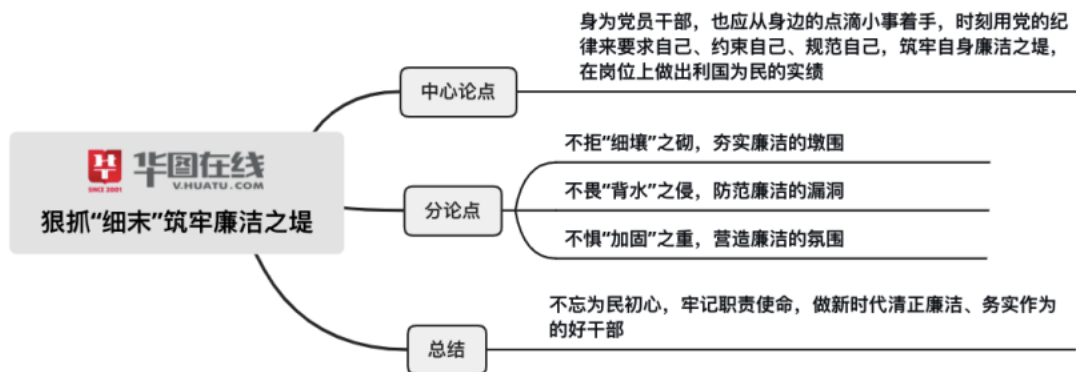 身为党员干部，也应从身边的点滴小事着手，时刻用党的纪
律来要求自己、约束自己、规范自己，筑牢自身廉洁之堤，
在岗位上做出利国为民的实绩
中心论点
华图在线
SINCE 2001
V.HUATU.COM
狠抓“细末”筑牢廉洁之堤
分论点
不拒“细壤”之砌，夯实廉洁的墩围
不畏“背水”之侵，防范廉洁的漏洞
不惧“加固”之重，营造廉洁的氛围
不忘为民初心，牢记职责使命，做新时代清正廉洁、务实作为
的好干部
总结